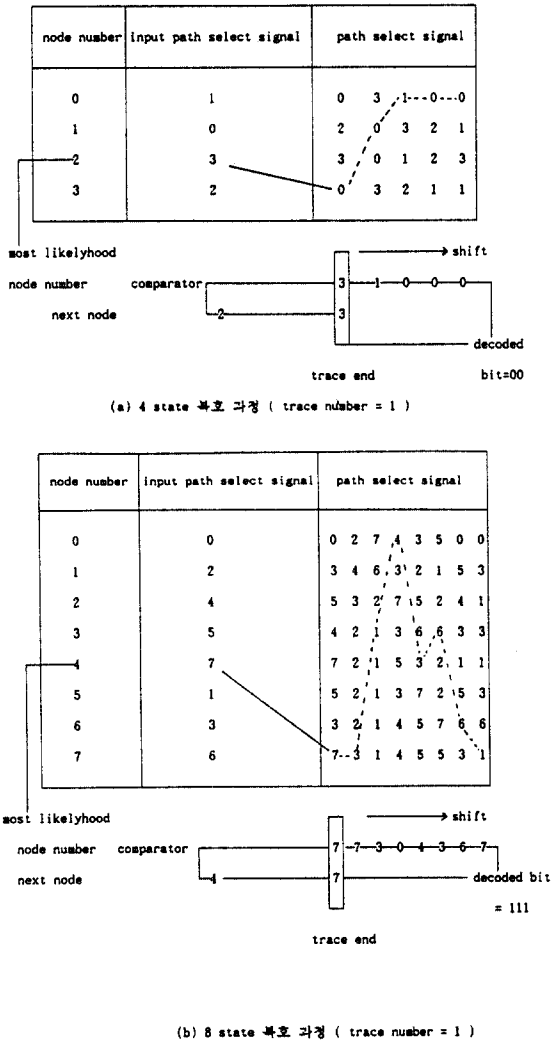 node number input path select signal path select signal
0 1 0 3 1 0 0
1 0 2 0 3 2 1
2 3 3 0 1 2 3
3 2 0 3 2 1 1
most likelyhood
shift
node number comparator 3 1 0 0 0
next node 2 3
decoded
trace end bit=00
(a) 4 state 복호 과정 ( trace number = 1 )
node number input path select signal path select signal
0 0 0 2 7 4 3 5 0 0
1 2 3 4 6 3 2 1 5 3
2 4 5 3 2 7 5 2 4 1
3 5 4 2 1 3 6 6 3 3
4 7 7 2 1 5 3 2 1 1
5 1 5 2 1 3 7 2 5 3
6 3 3 2 1 4 5 7 6 6
7 6 7 3 1 4 5 5 3 1
most likelyhood
shift
node number comparator 7 7 3 0 4 3 6 7
next node 4 7 decoded bit
= 111
trace end
(b) 8 state 복호 과정 ( trace number = 1 )